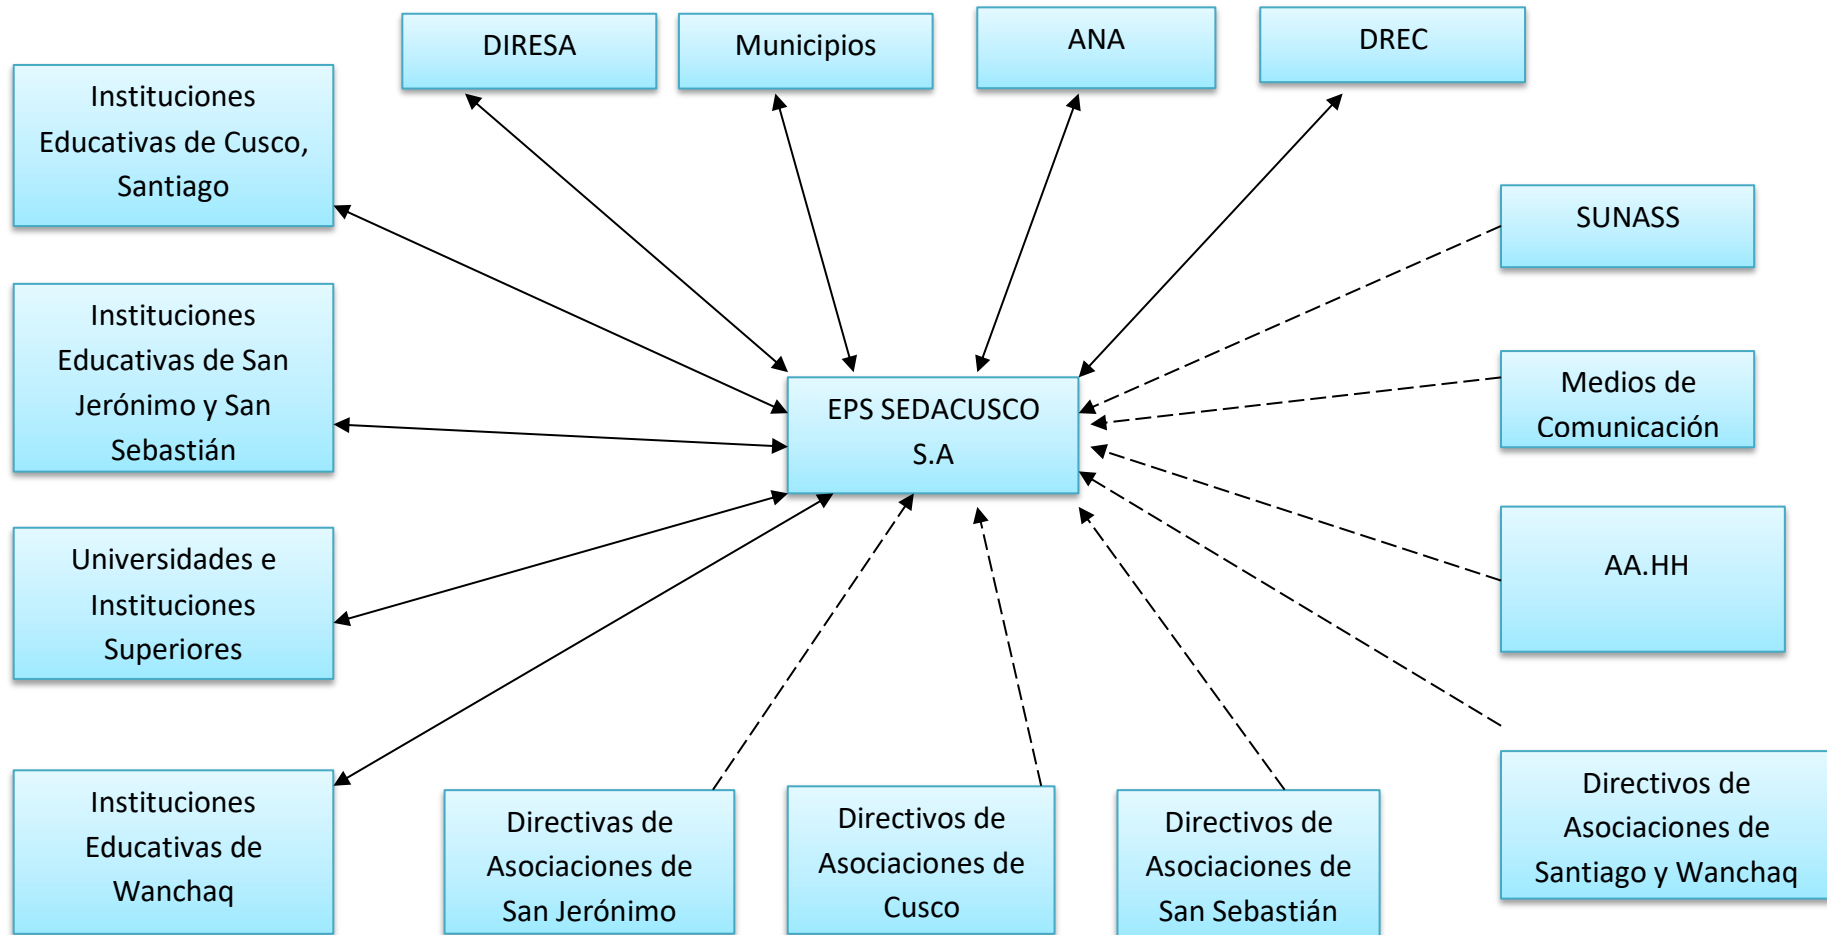 DIRESA
Municipios
ANA
DREC
Instituciones
Educativas de Cusco,
Santiago
SUNASS
Instituciones
Educativas de San
Jerónimo y San
Sebastián
Medios de
Comunicación
EPS SEDACUSCO
S.A
Universidades e
Instituciones
Superiores
AA.HH
Instituciones
Educativas de
Wanchaq
Directivas de
Asociaciones de
San Jerónimo
Directivos de
Asociaciones de
Cusco
Directivos de
Asociaciones de
San Sebastián
Directivos de
Asociaciones de
Santiago y Wanchaq